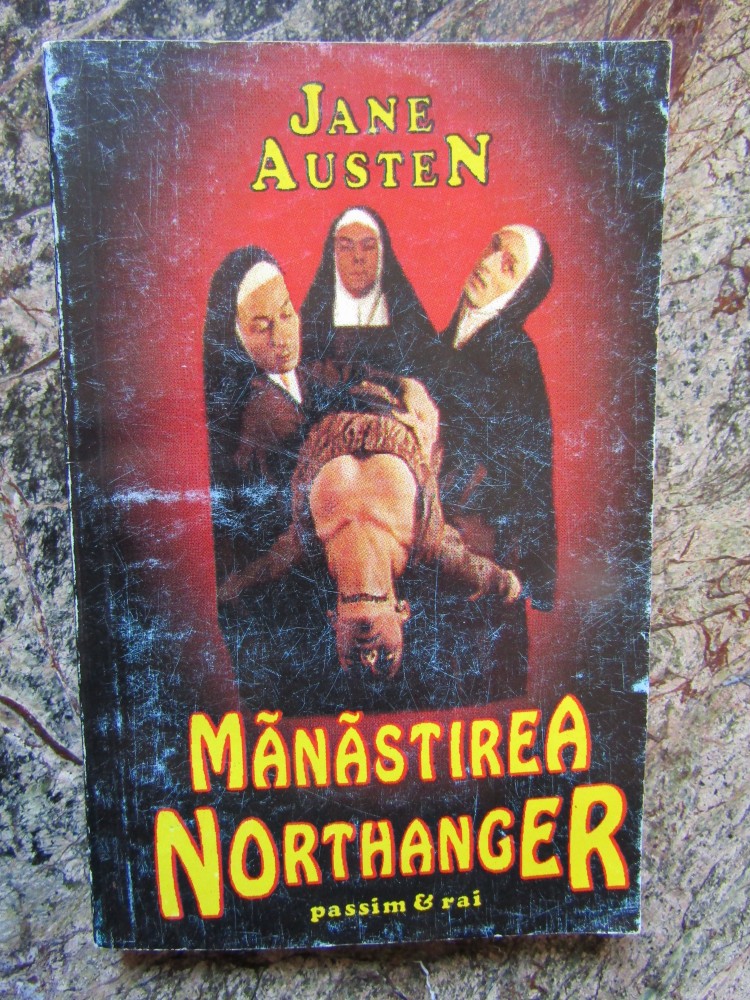 JANE
AUSTEN
MÃNÃSTIREA
NORTHANGER
passim & rai